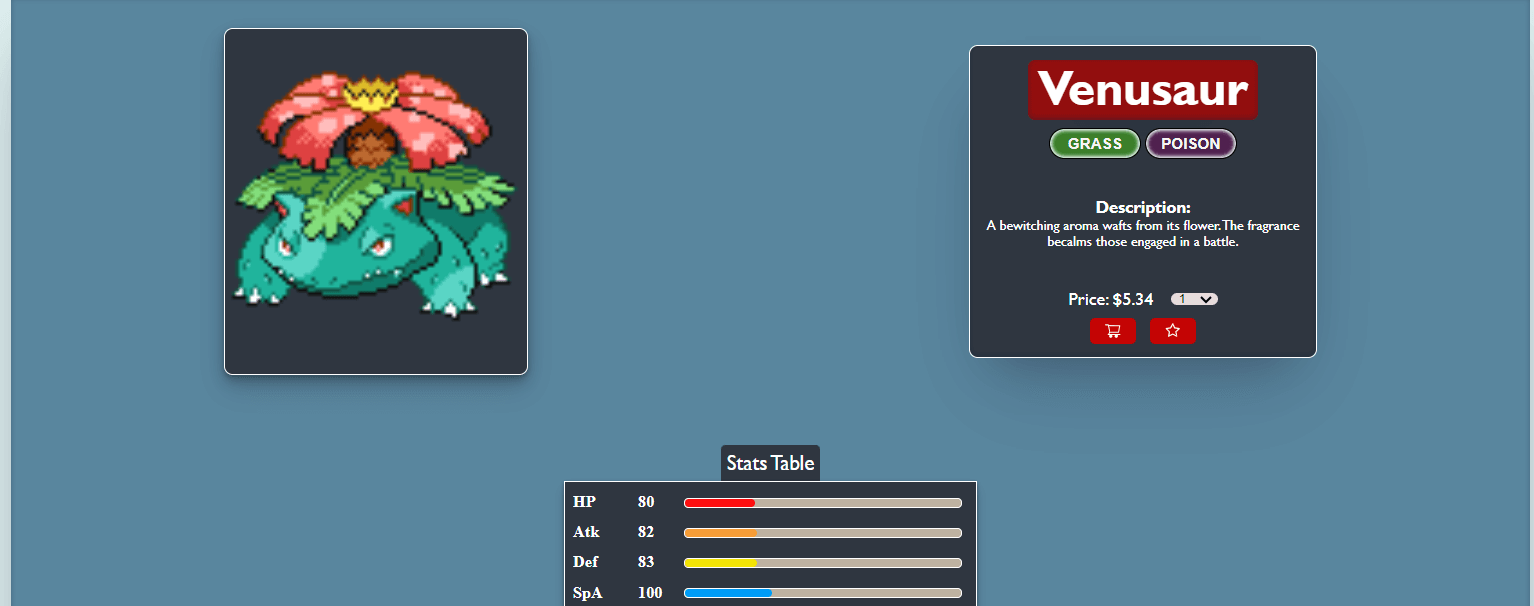 Venusaur
GRASS POISON
Description:
A bewitching aroma wafts from its flower. The fragrance
becalms those engaged in a battle.
Price: $5.34 1
Stats Table
HP 80
Atk 82
Def 83
SpA 100